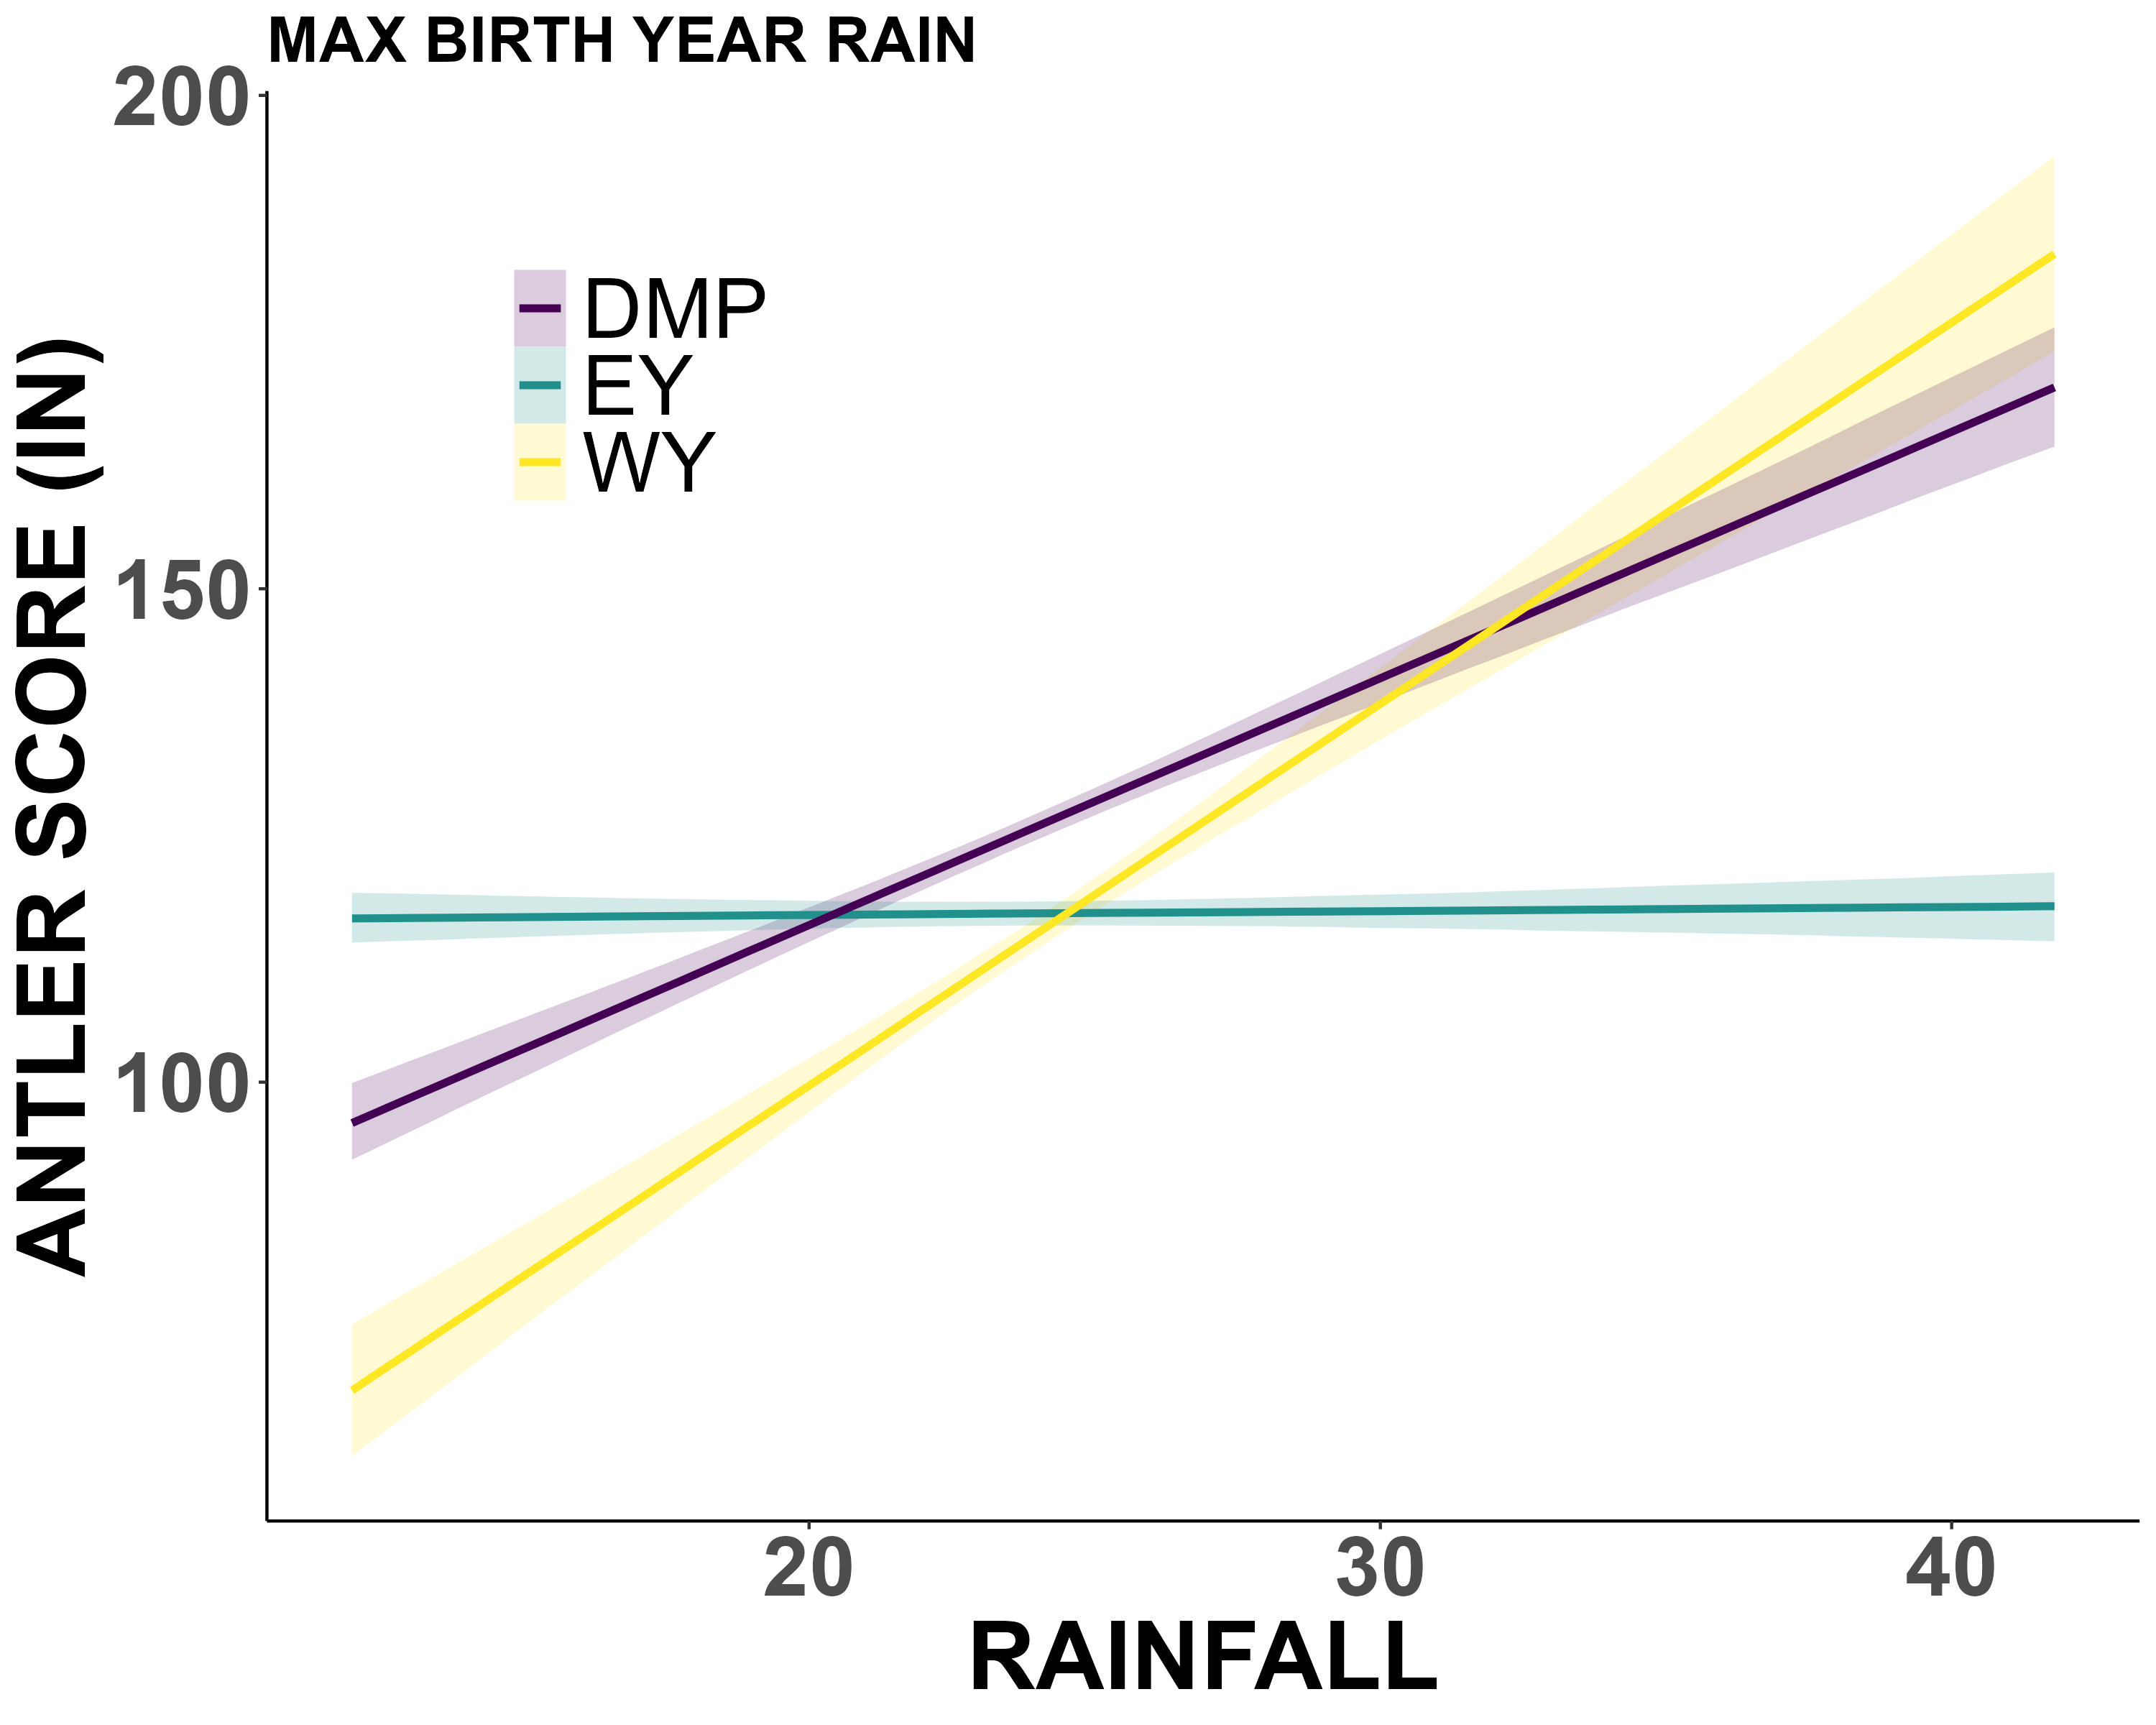 MAX BIRTH YEAR RAIN
200
150
100
ANTLER SCORE (IN)
DMP
EY
WY
20
30
40
RAINFALL